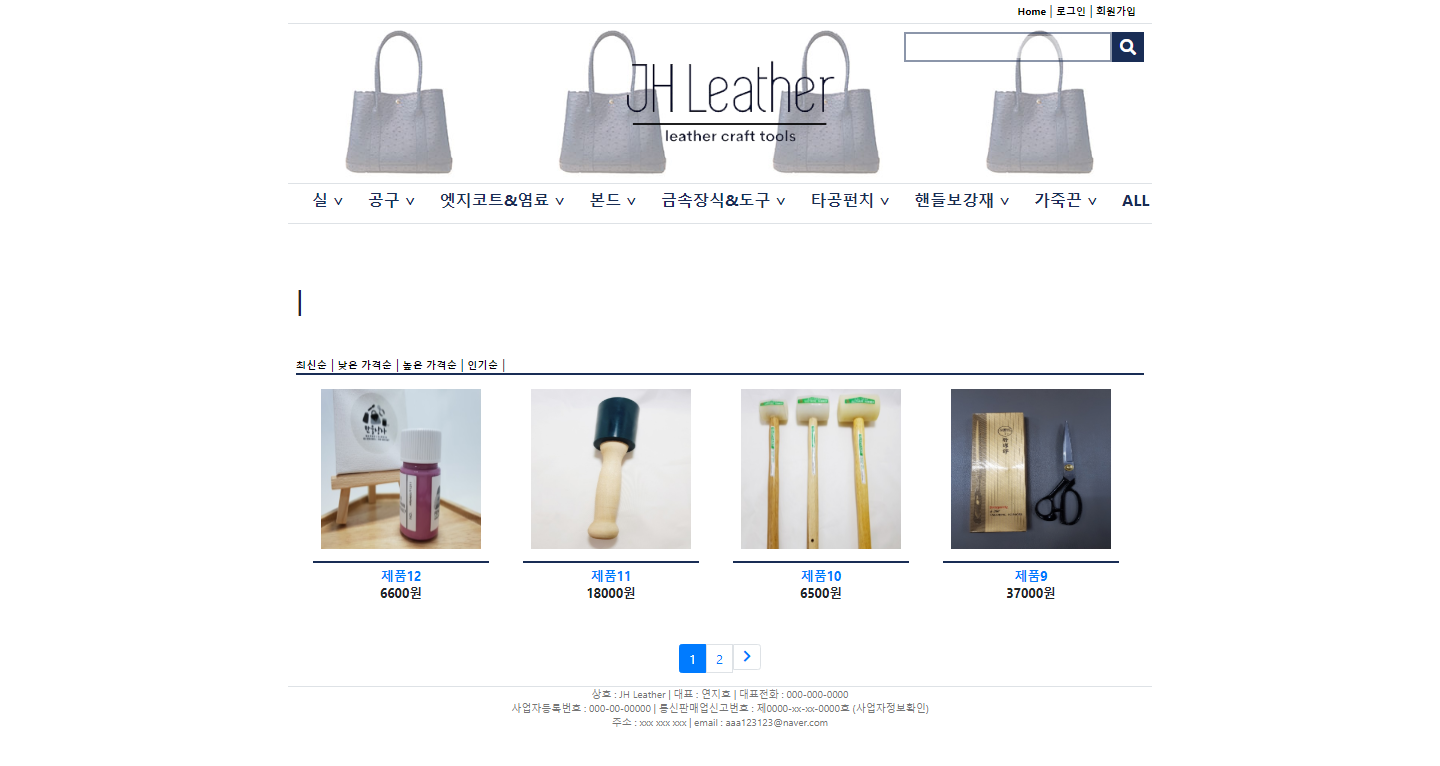 Home | 로그인 | 회원가입
JH Leather
leather craft tools
실 ∨ 공구 ∨ 엣지코트&염료 ∨ 본드 ∨ 금속장식&도구 ∨ 타공펀치 ∨ 핸들보강재 ∨ 가죽끈 ∨ ALL
|
최신순 | 낮은 가격순 | 높은 가격순 | 인기순 |
제품12 제품11 제품10 제품9
6600원 18000원 6500원 37000원
1 2 >
상호 : JH Leather | 대표 : 연지흐 | 대표전화 : 000-000-0000
사업자등록번호 : 000-00-00000 | 통신판매업신고번호 : 제0000-xx-xx-0000호 (사업자정보확인)
주소 : xxx xxx xxx | email : aaa123123@naver.com